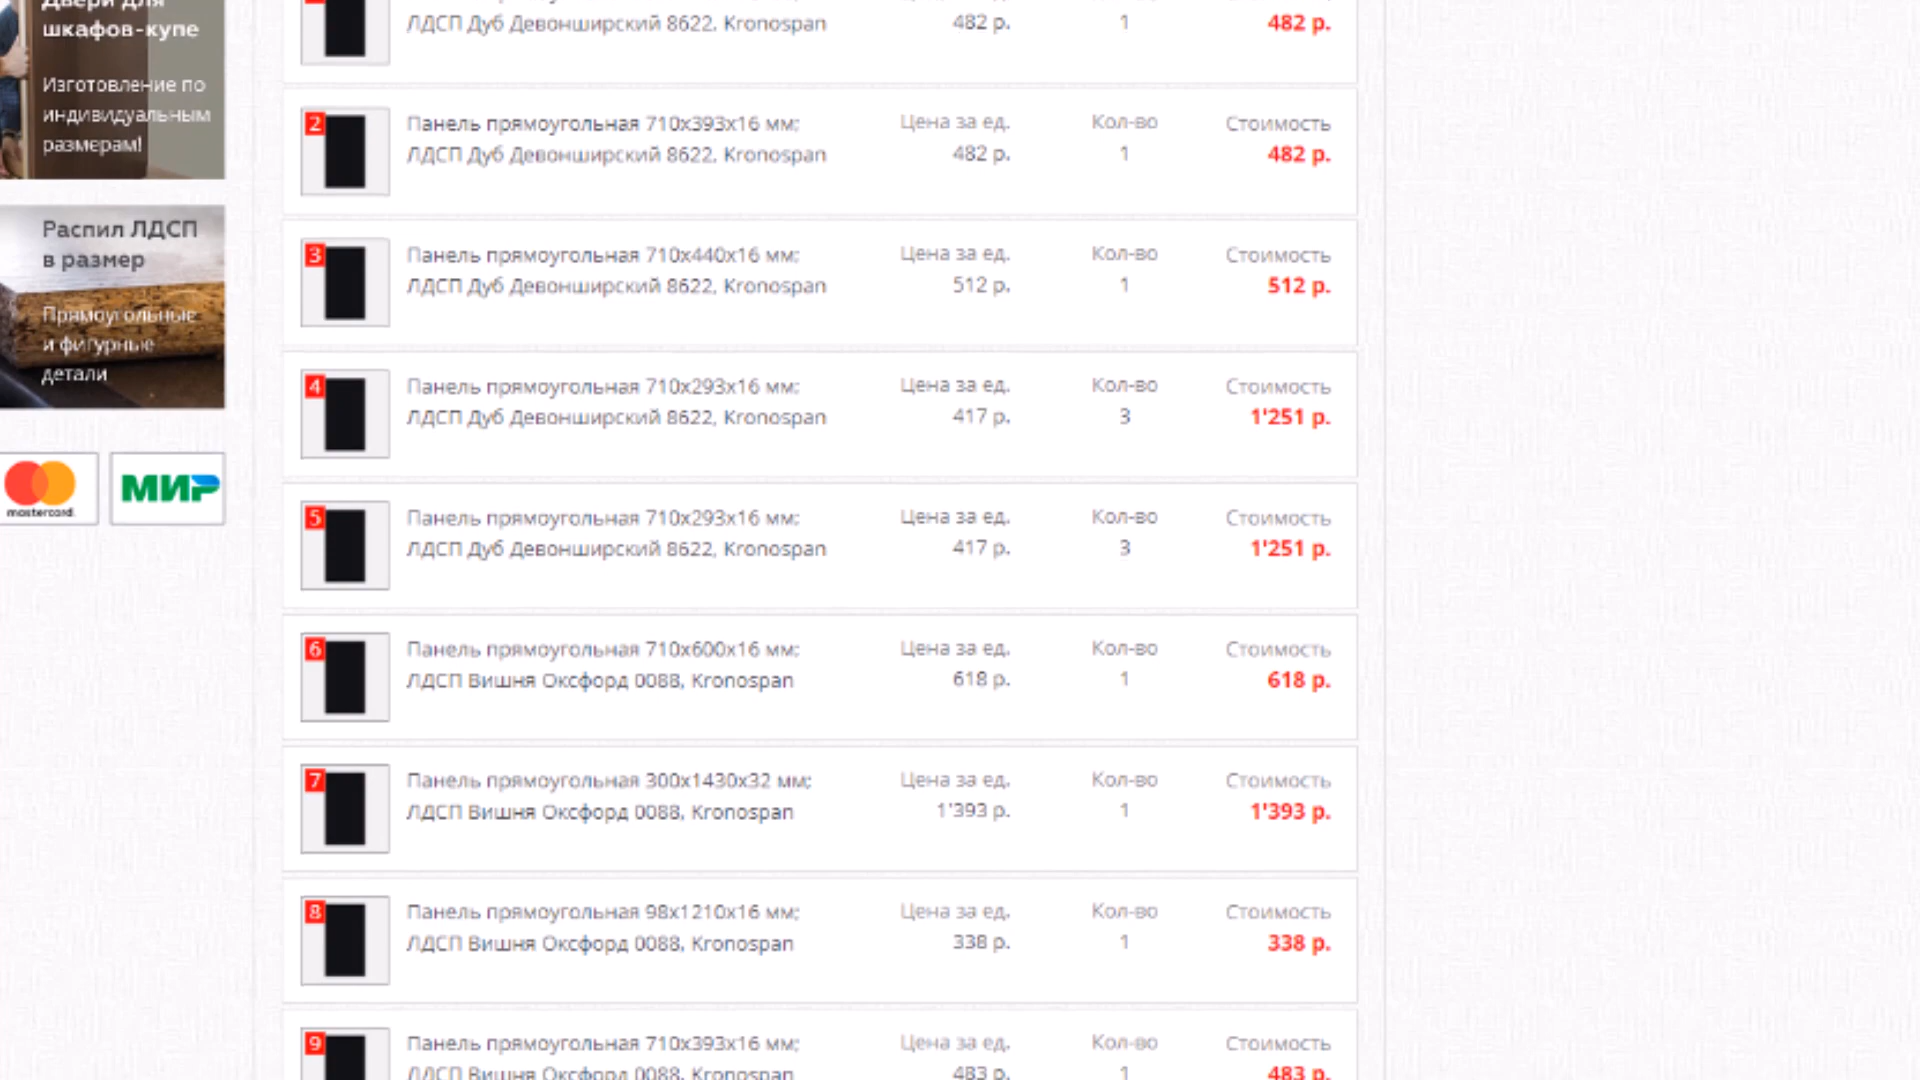 Двери для
шкафов-купе
Изготовление по
индивидуальным
размерам!
Распил ЛДСП
в размер
Прямоугольные
и фигурные
детали
mastercard.
МИР
ЛДСП Дуб Девонширский 8622, Kronospan 482 р. 1 482 р.
2 Панель прямоугольная 710x393x16 мм; Цена за ед. Кол-во Стоимость
ЛДСП Дуб Девонширский 8622, Kronospan 482 р. 1 482 р.
3 Панель прямоугольная 710x440x16 мм; Цена за ед. Кол-во Стоимость
ЛДСП Дуб Девонширский 8622, Kronospan 512 р. 1 512 р.
4 Панель прямоугольная 710x293x16 мм; Цена за ед. Кол-во Стоимость
ЛДСП Дуб Девонширский 8622, Kronospan 417 р. 3 1'251 р.
5 Панель прямоугольная 710x293x16 мм; Цена за ед. Кол-во Стоимость
ЛДСП Дуб Девонширский 8622, Kronospan 417 р. 3 1'251 р.
6 Панель прямоугольная 710x600x16 мм; Цена за ед. Кол-во Стоимость
ЛДСП Вишня Оксфорд 0088, Kronospan 618 р. 1 618 р.
7 Панель прямоугольная 300x1430x32 мм; Цена за ед. Кол-во Стоимость
ЛДСП Вишня Оксфорд 0088, Kronospan 1'393 р. 1 1'393 р.
8 Панель прямоугольная 98x1210x16 мм; Цена за ед. Кол-во Стоимость
ЛДСП Вишня Оксфорд 0088, Kronospan 338 р. 1 338 р.
9 Панель прямоугольная 710x393x16 мм; Цена за ед. Кол-во Стоимость
ЛДСП Вишня Оксфорд 0088, Kronospan 483 р. 1 483 р.